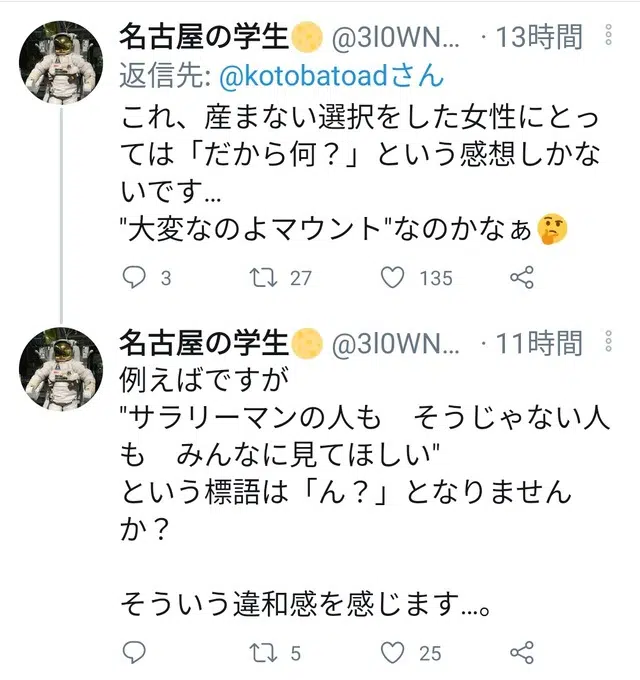 名古屋の学生🌕 @3l0WN... ・13時間
返信先: @kotobatoadさん
これ、産まない選択をした女性にとっ
ては「だから何？」という感想しかな
いです...
"大変なのよマウント"なのかなぁ🤔
3 27 135
名古屋の学生🌕 @3l0WN... ・11時間
例えばですが
"サラリーマンの人も　そうじゃない人
も　みんなに見てほしい"
という標語は「ん？」となりません
か？
そういう違和感を感じます...。
5 25